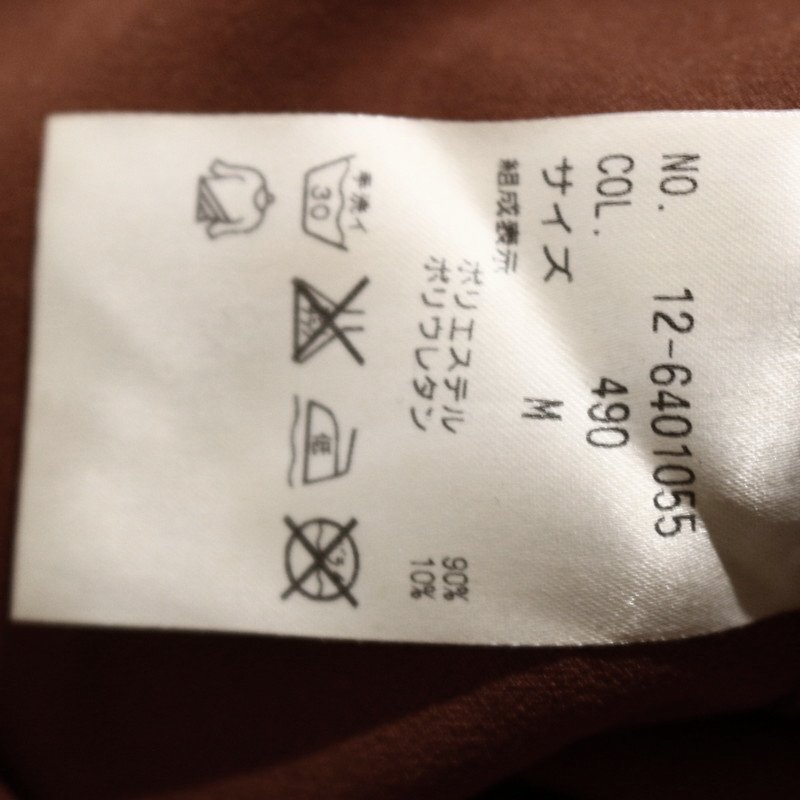 NO. 12-6401055
COL. 490
サイズ M
組成表示
ポリエステル 90%
ポリウレタン 10%
手洗イ
30
低